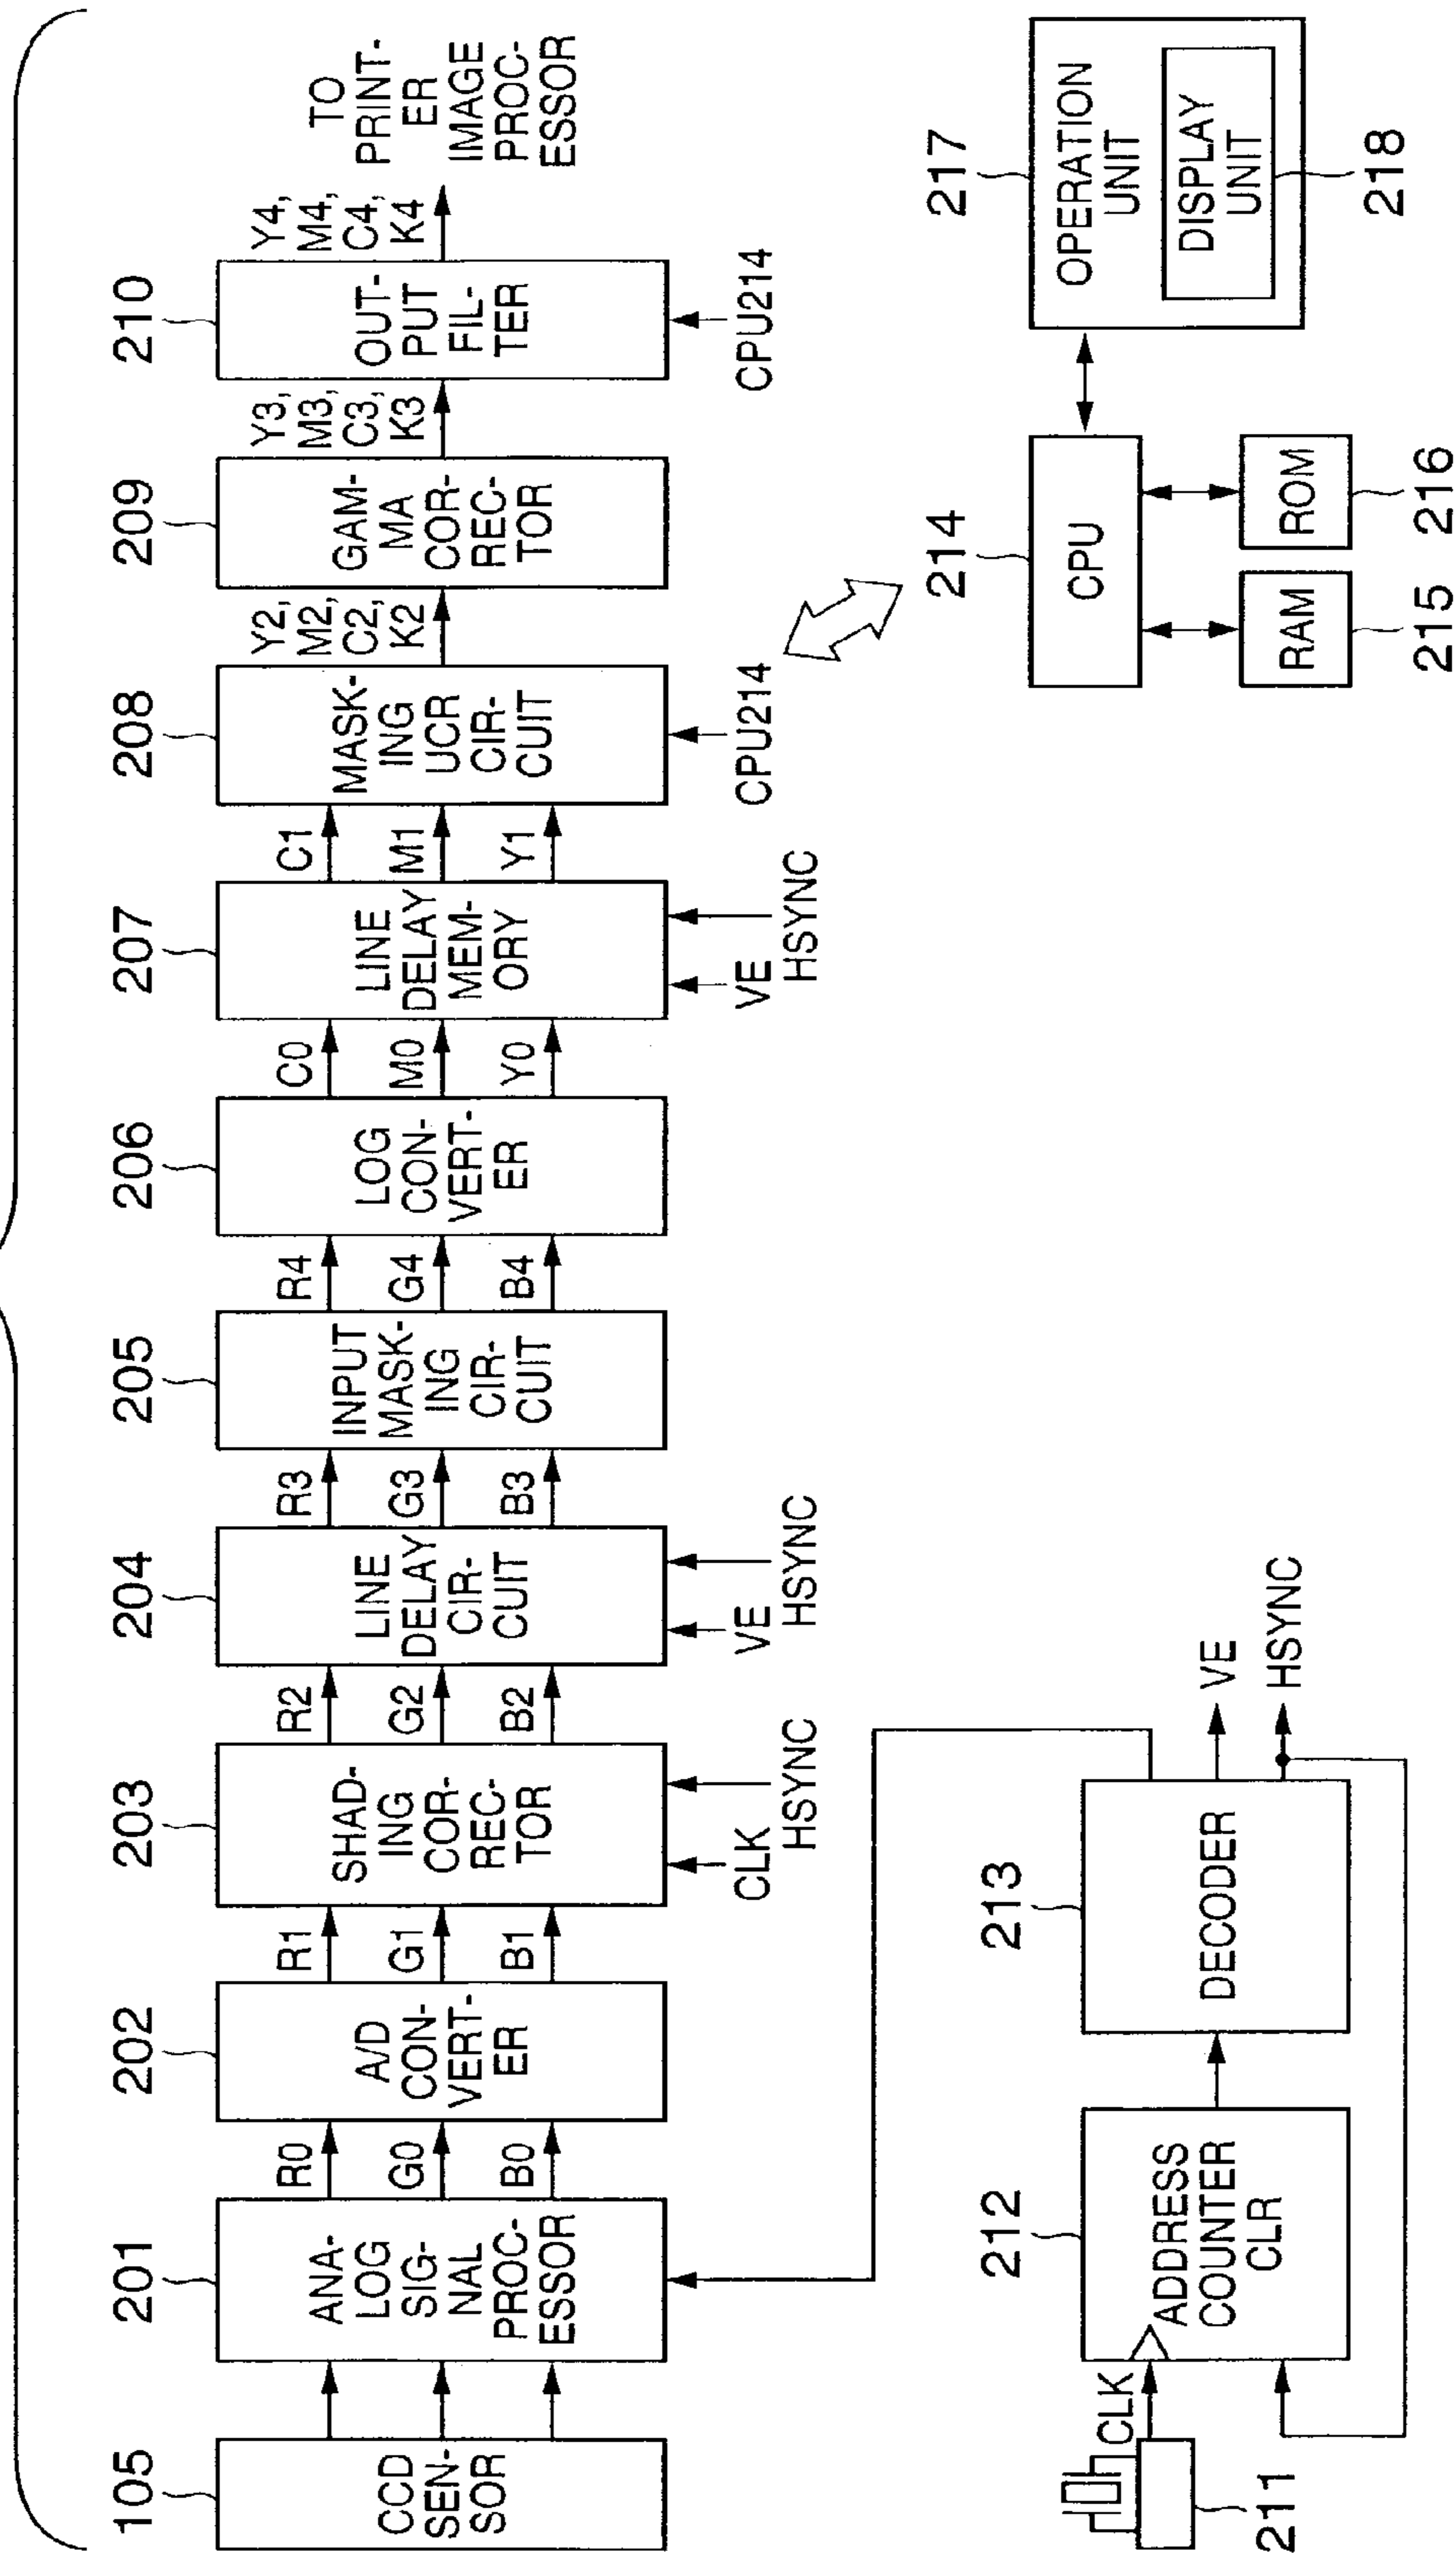 105
CCD
SEN-
SOR
201
ANA-
LOG
SIG-
NAL
PROC-
ESSOR
R0
G0
B0
202
A/D
CON-
VERT-
ER
R1
G1
B1
203
SHAD-
ING
COR-
REC-
TOR
CLK
HSYNC
R2
G2
B2
204
LINE
DELAY
CIR-
CUIT
VE
HSYNC
R3
G3
B3
205
INPUT
MASK-
ING
CIR-
CUIT
R4
G4
B4
206
LOG
CON-
VERT-
ER
C0
M0
Y0
207
LINE
DELAY
MEM-
ORY
VE
HSYNC
C1
M1
Y1
208
MASK-
ING
UCR
CIR-
CUIT
CPU214
Y2,
M2,
C2,
K2
209
GAM-
MA
COR-
REC-
TOR
Y3,
M3,
C3,
K3
210
OUT-
PUT
FIL-
TER
CPU214
Y4,
M4,
C4,
K4
TO
PRINT-
ER
IMAGE
PROC-
ESSOR
211
CLK
212
ADDRESS
COUNTER
CLR
213
DECODER
VE
HSYNC
214
CPU
RAM
215
ROM
216
217
OPERATION
UNIT
DISPLAY
UNIT
218